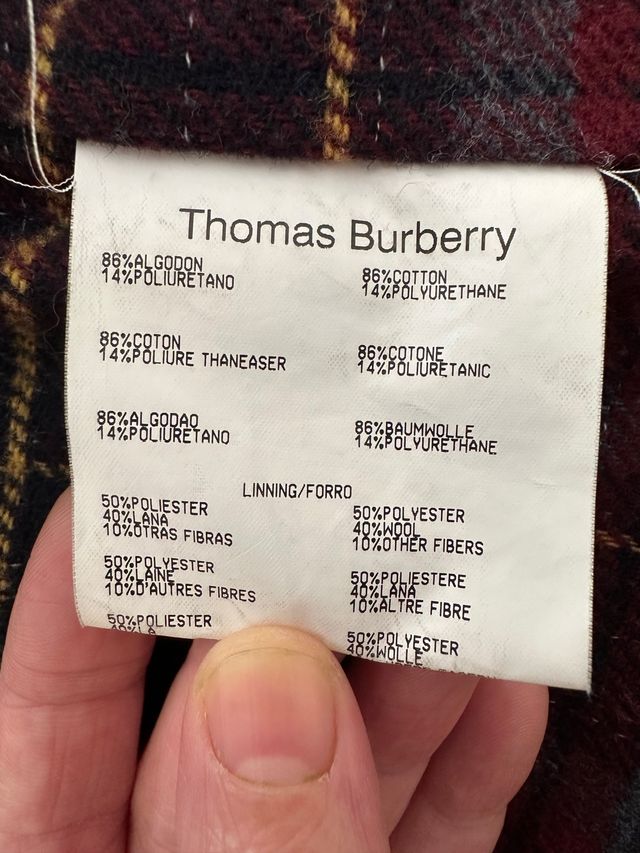 Thomas Burberry
86%ALGODON
14%POLIURETANO
86%COTTON
14%POLYURETHANE
86%COTON
14%POLIURE THANEASER
86%COTONE
14%POLIURETANIC
86%ALGODAO
14%POLIURETANO
86%BAUMWOLLE
14%POLYURETHANE
LINNING/FORRO
50%POLIESTER
40%LANA
10%OTRAS FIBRAS
50%POLYESTER
40%WOOL
10%OTHER FIBERS
50%POLYESTER
40%LAINE
10%D'AUTRES FIBRES
50%POLIESTERE
40%LANA
10%ALTRE FIBRE
50%POLIESTER
50%POLYESTER
40%WOLLE